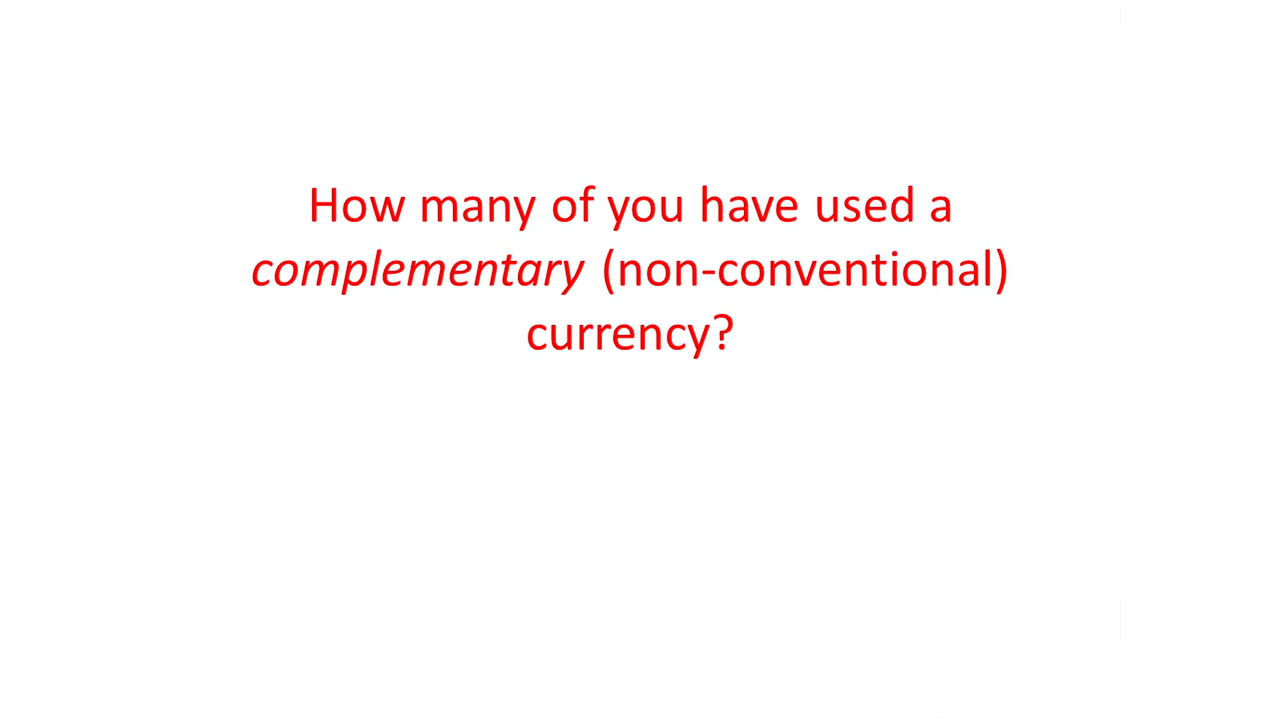 How many of you have used a
complementary (non-conventional)
currency?